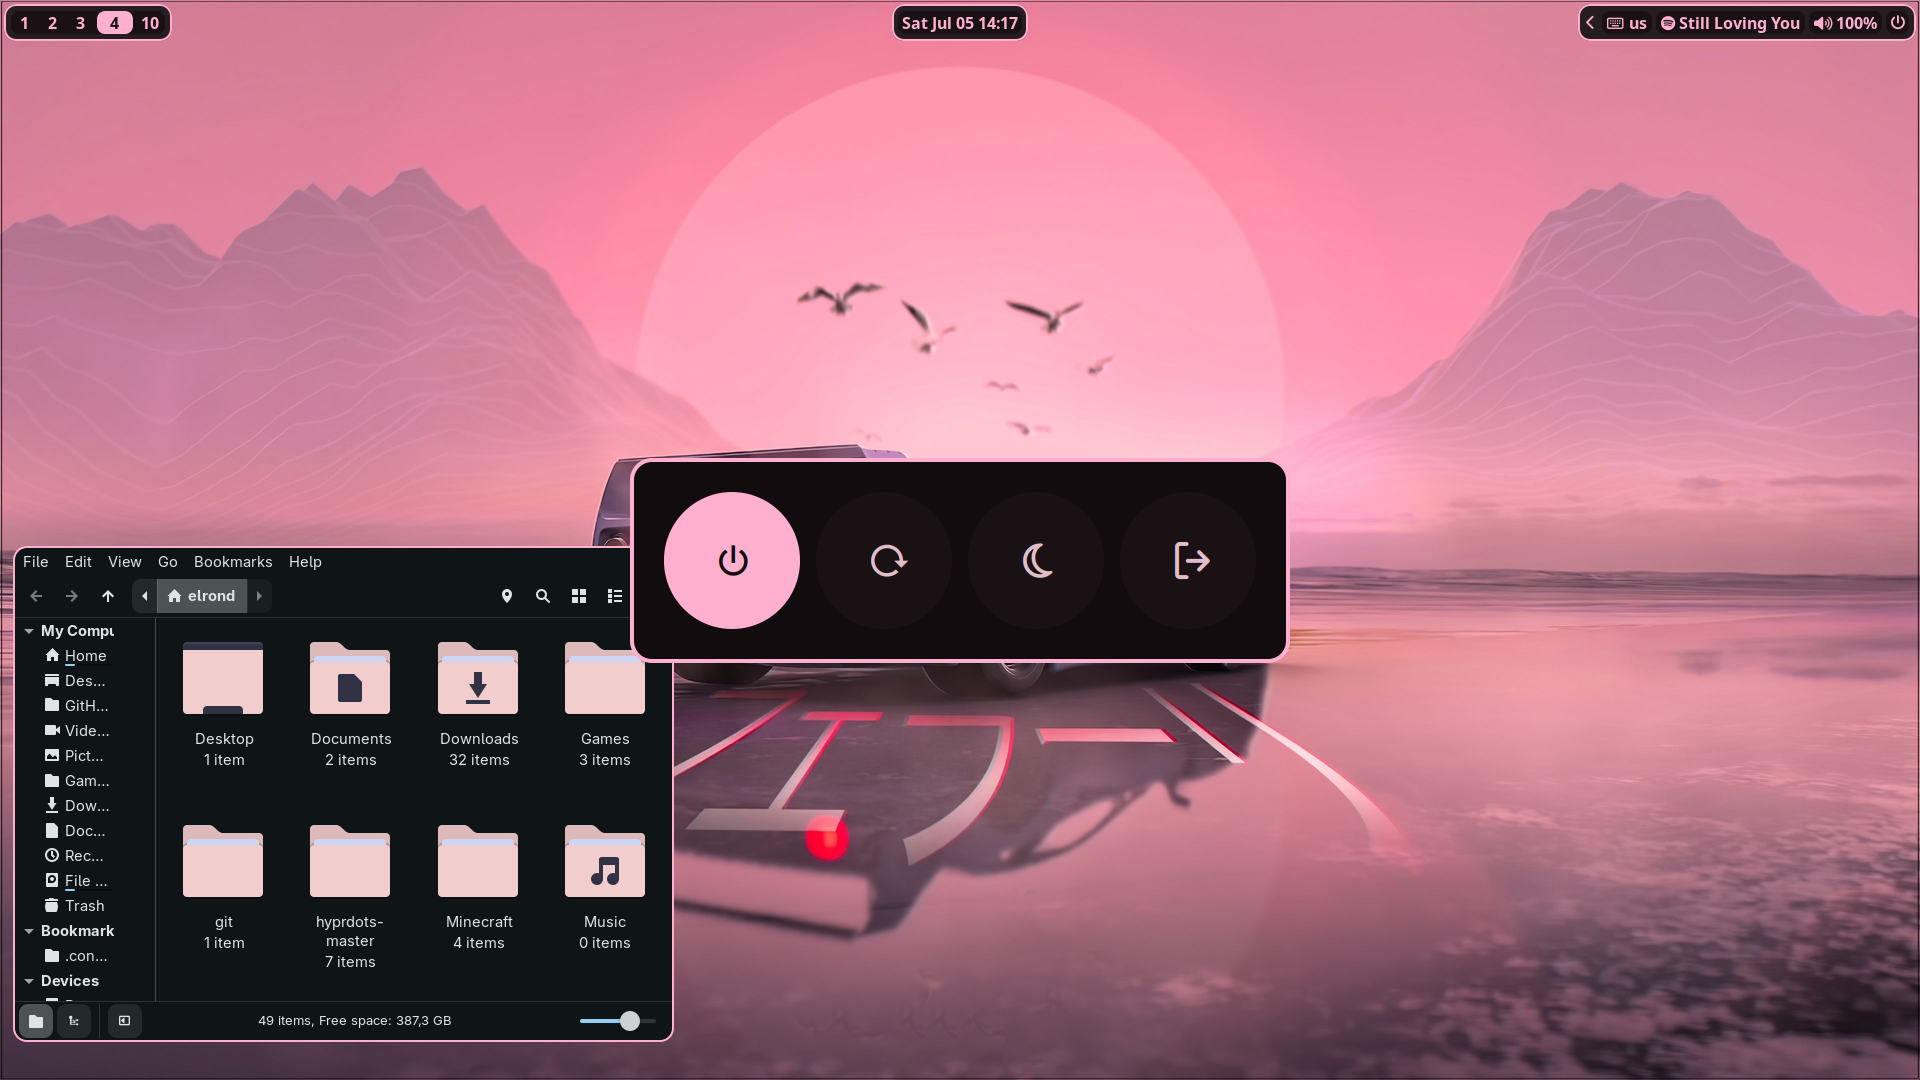 1 2 3 4 10
Sat Jul 05 14:17
us Still Loving You 100%
File Edit View Go Bookmarks Help
elrond
My Compu
Home
Des...
GitH...
Vide...
Pict...
Gam...
Dow...
Doc...
Rec...
File ...
Trash
Bookmark
.con...
Devices
Desktop
1 item
Documents
2 items
Downloads
32 items
Games
3 items
git
1 item
hyprdots-
master
7 items
Minecraft
4 items
Music
0 items
49 items, Free space: 387,3 GB